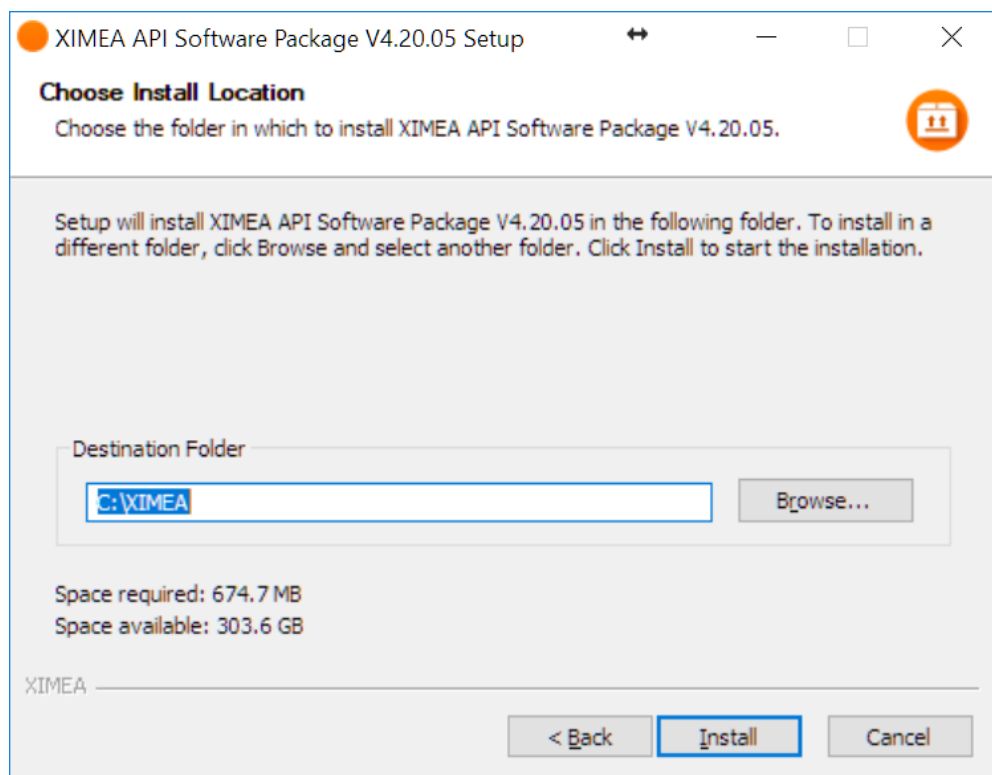 XIMEA API Software Package V4.20.05 Setup
Choose Install Location
Choose the folder in which to install XIMEA API Software Package V4.20.05.
Setup will install XIMEA API Software Package V4.20.05 in the following folder. To install in a
different folder, click Browse and select another folder. Click Install to start the installation.
Destination Folder
C:\XIMEA
Browse...
Space required: 674.7 MB
Space available: 303.6 GB
XIMEA
< Back
Install
Cancel